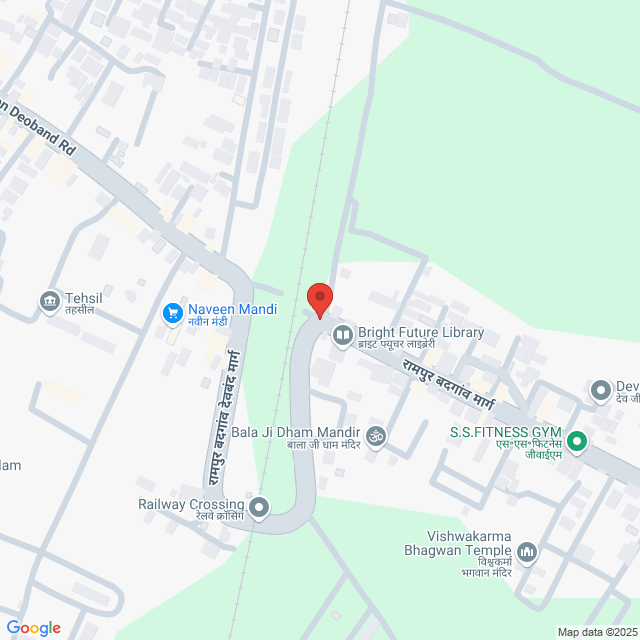 on Deoband Rd
Tehsil
तहसील
Naveen Mandi
नवीन मंडी
Bright Future Library
ब्राइट फ्यूचर लाइब्रेरी
रामपुर बदगांव मार्ग
रामपुर बदगांव देवबंद मार्ग
Dev
देव जी
Bala Ji Dham Mandir
बाला जी धाम मंदिर
S.S.FITNESS GYM
एस॰एस॰फिटनेस
जीवाईएम
lam
Railway Crossing
रेलवे क्रॉसिंग
Vishwakarma
Bhagwan Temple
विश्वकर्मा
भगवान मंदिर
Google
Map data ©2025